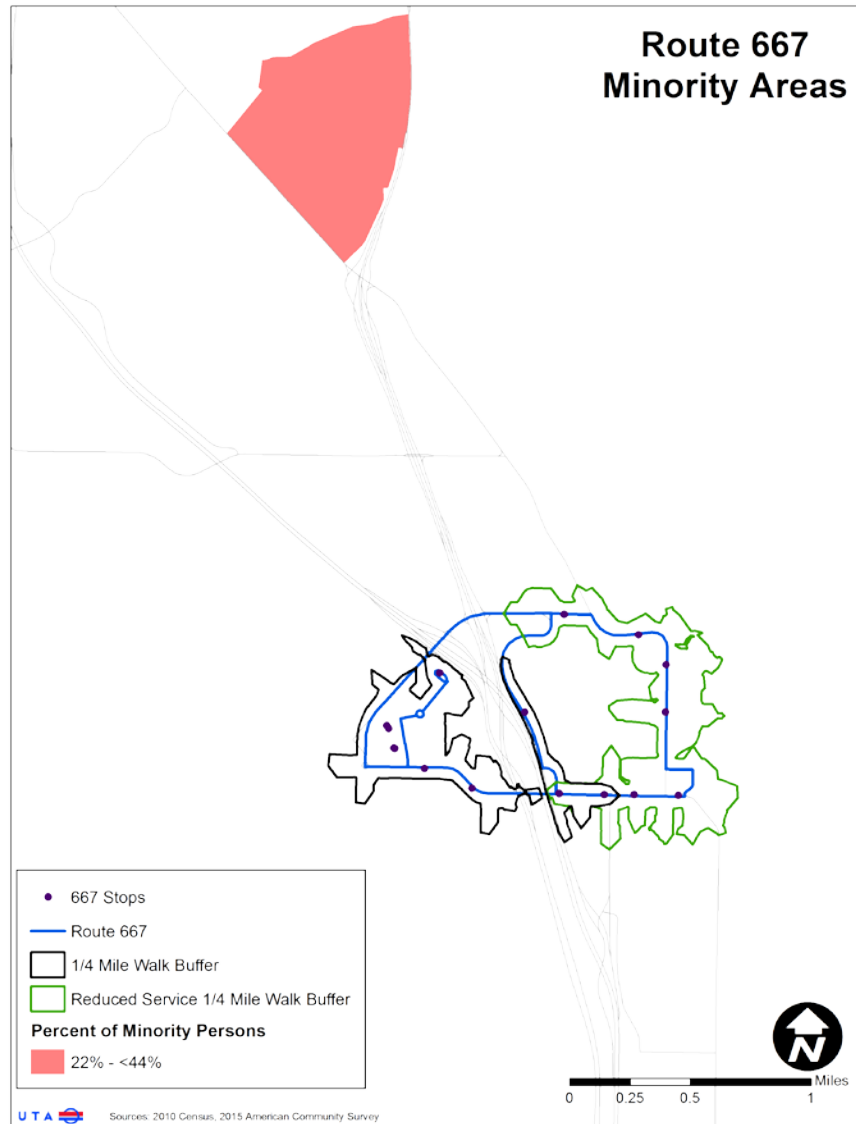 Route 667
Minority Areas
667 Stops
Route 667
1/4 Mile Walk Buffer
Reduced Service 1/4 Mile Walk Buffer
Percent of Minority Persons
22% - <44%
N
Miles
0 0.25 0.5 1
U T A
Sources: 2010 Census, 2015 American Community Survey